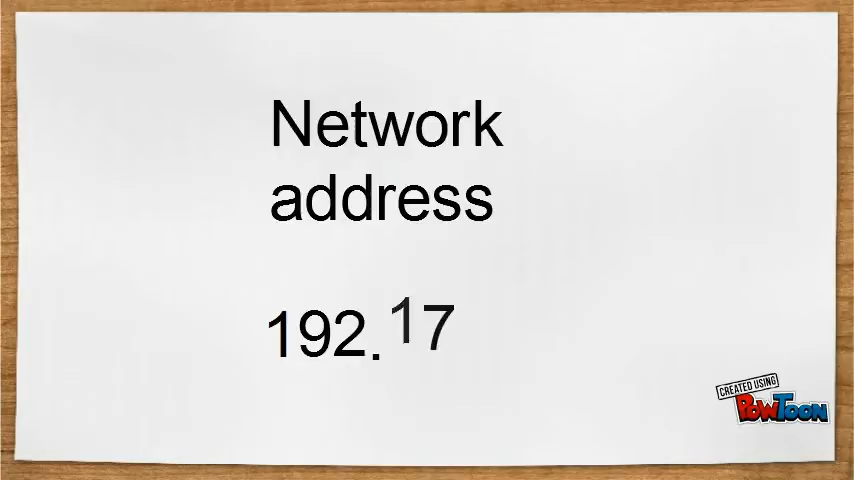 Network
address
192.17
CREATED USING
POWTOON